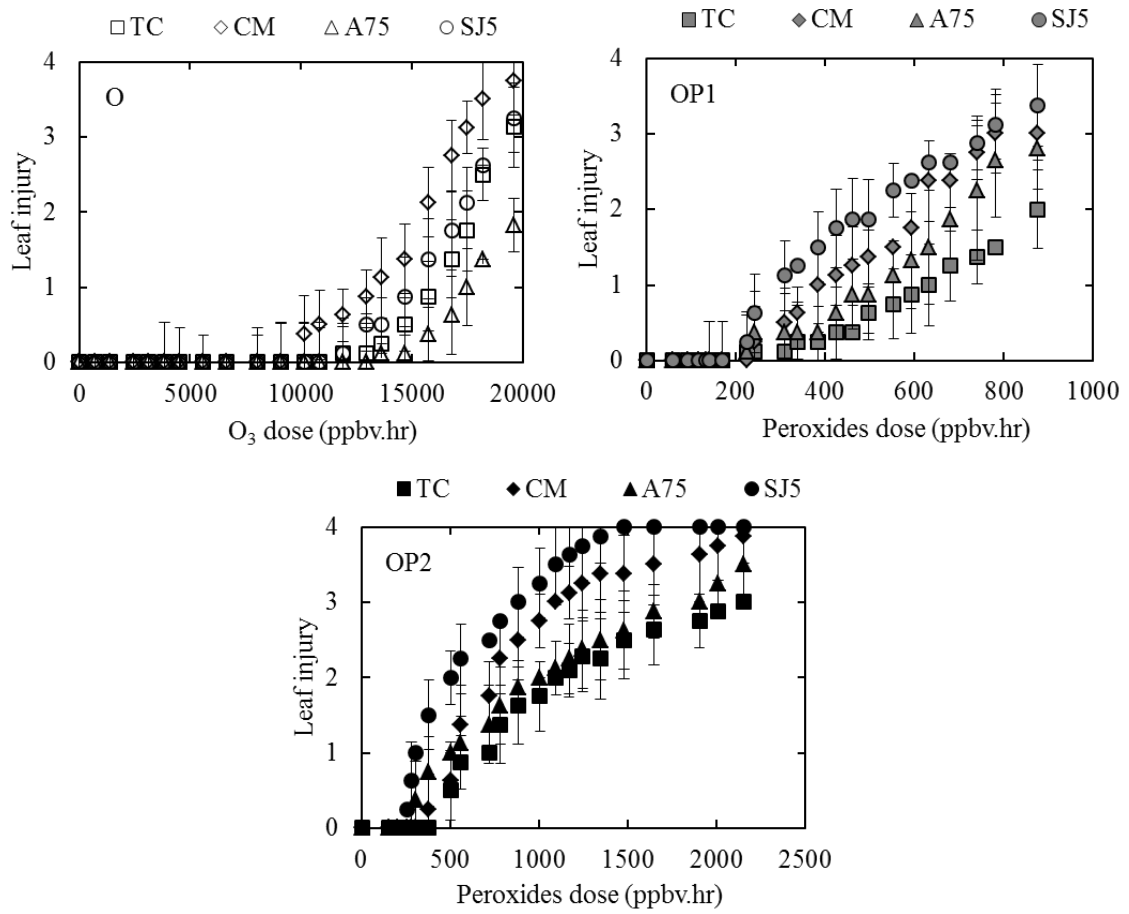 TC CM A75 SJ5
O
4
3
2
1
0
Leaf injury
0 5000 10000 15000 20000
O₃ dose (ppbv.hr)
TC CM A75 SJ5
OP1
4
3
2
1
0
Leaf injury
0 200 400 600 800 1000
Peroxides dose (ppbv.hr)
TC CM A75 SJ5
OP2
4
3
2
1
0
Leaf injury
0 500 1000 1500 2000 2500
Peroxides dose (ppbv.hr)